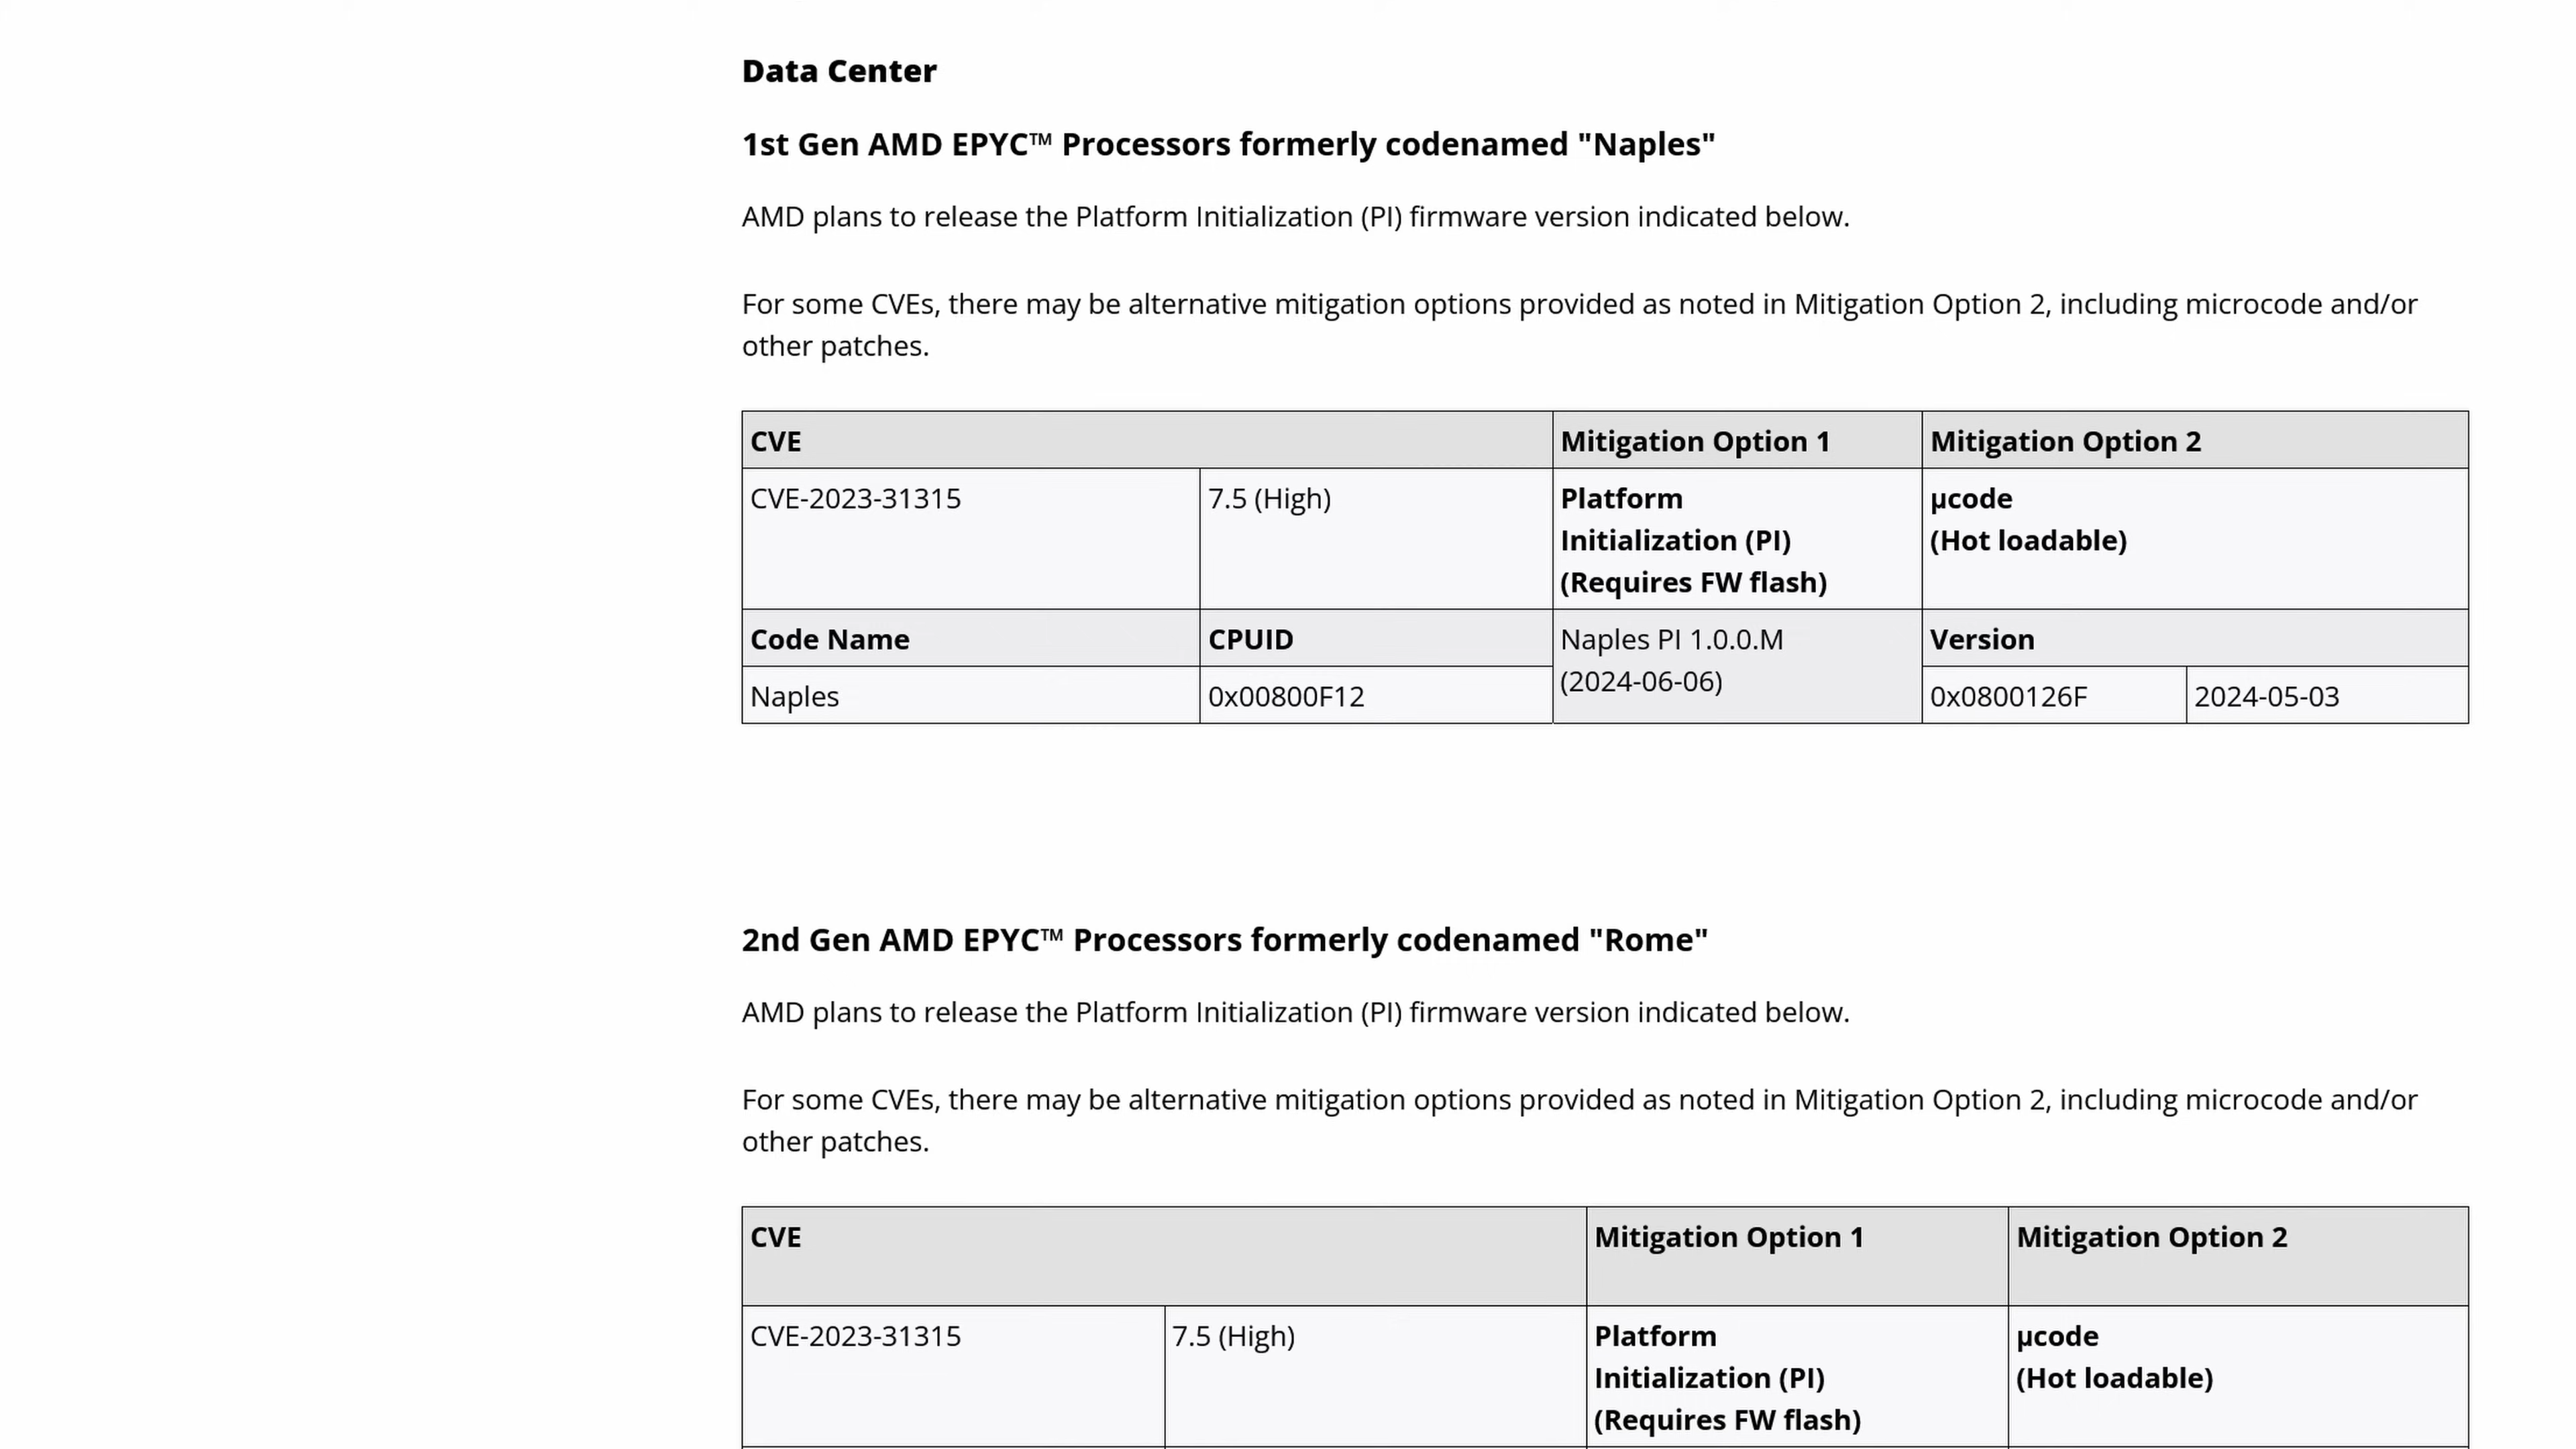 Data Center
1st Gen AMD EPYC™ Processors formerly codenamed "Naples"
AMD plans to release the Platform Initialization (PI) firmware version indicated below.
For some CVEs, there may be alternative mitigation options provided as noted in Mitigation Option 2, including microcode and/or
other patches.
CVE Mitigation Option 1 Mitigation Option 2
CVE-2023-31315 7.5 (High) Platform µcode
Initialization (PI) (Hot loadable)
(Requires FW flash)
Code Name CPUID Naples PI 1.0.0.M Version
(2024-06-06)
Naples 0x00800F12 0x0800126F 2024-05-03
2nd Gen AMD EPYC™ Processors formerly codenamed "Rome"
AMD plans to release the Platform Initialization (PI) firmware version indicated below.
For some CVEs, there may be alternative mitigation options provided as noted in Mitigation Option 2, including microcode and/or
other patches.
CVE Mitigation Option 1 Mitigation Option 2
CVE-2023-31315 7.5 (High) Platform µcode
Initialization (PI) (Hot loadable)
(Requires FW flash)